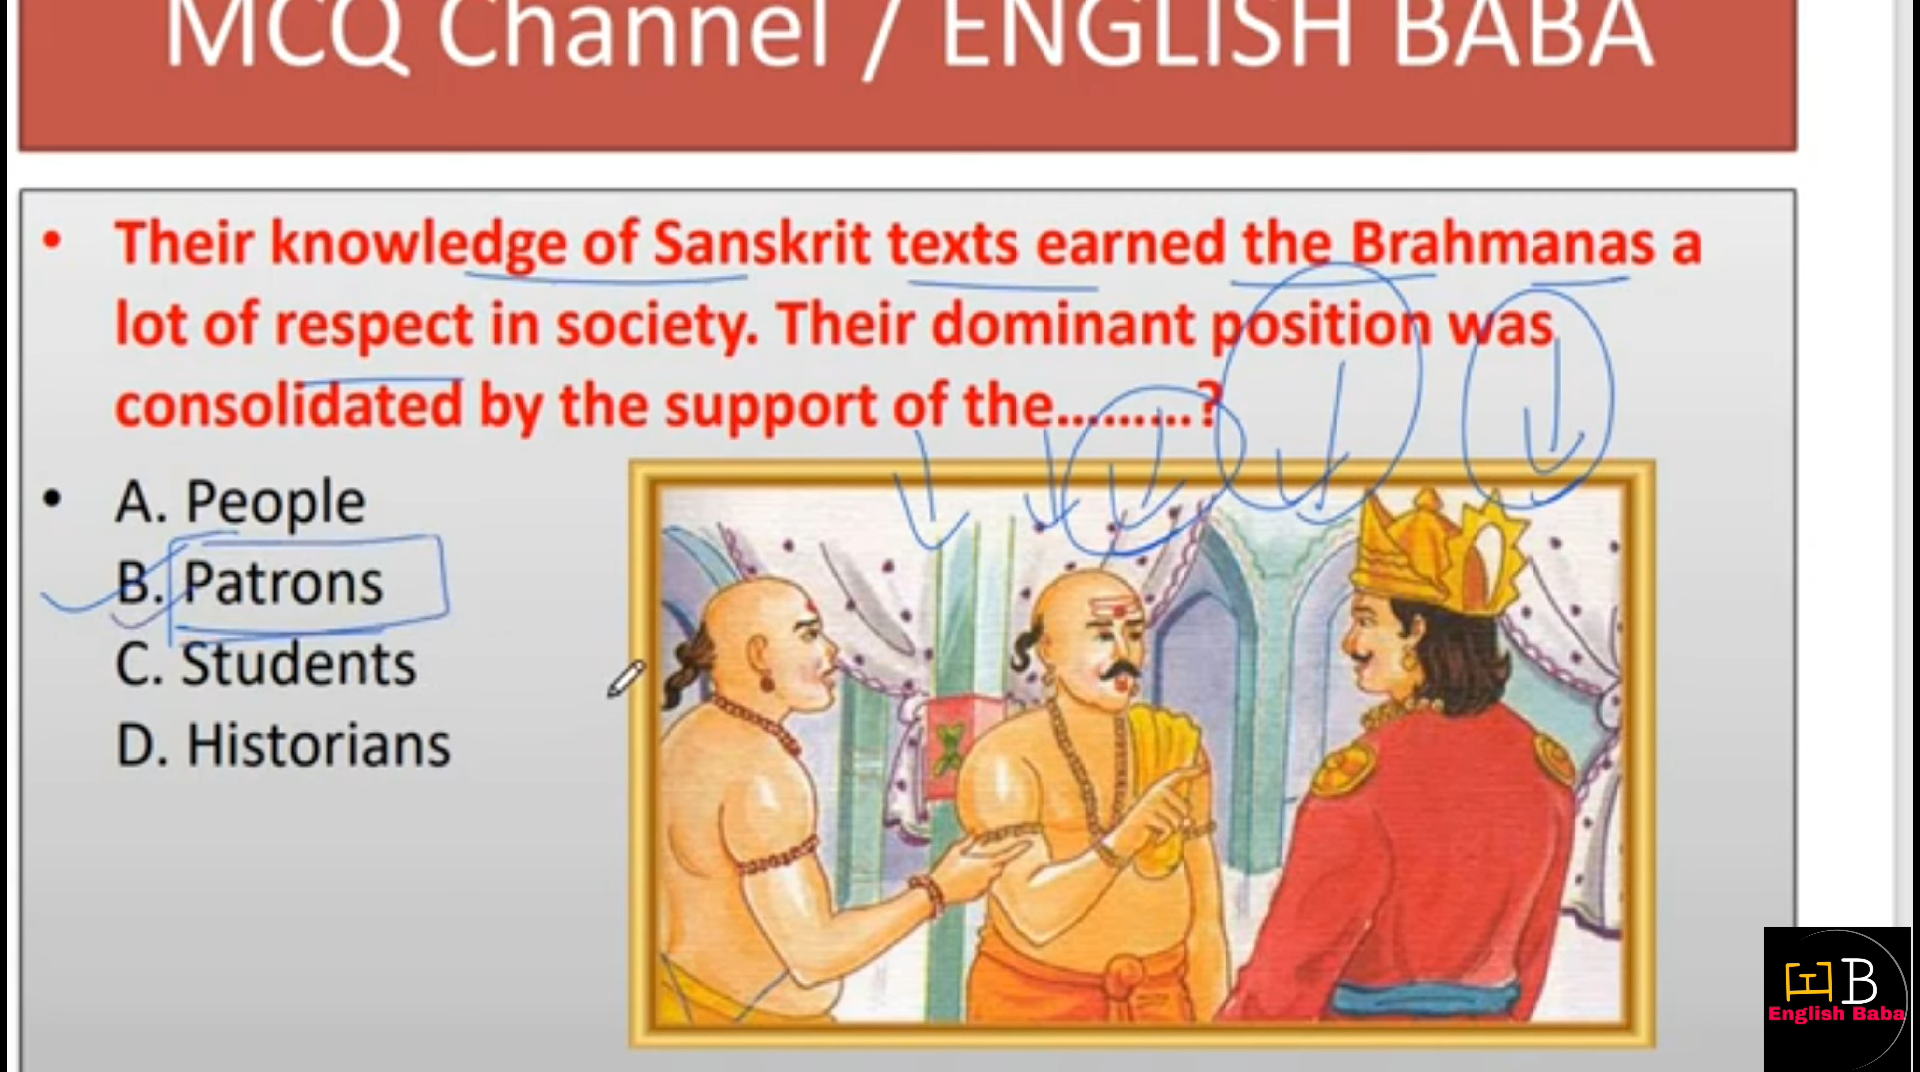 MCQ Channel / ENGLISH BABA
• Their knowledge of Sanskrit texts earned the Brahmanas a
lot of respect in society. Their dominant position was
consolidated by the support of the.........?
• A. People
B. Patrons
C. Students
D. Historians
EB
English Baba